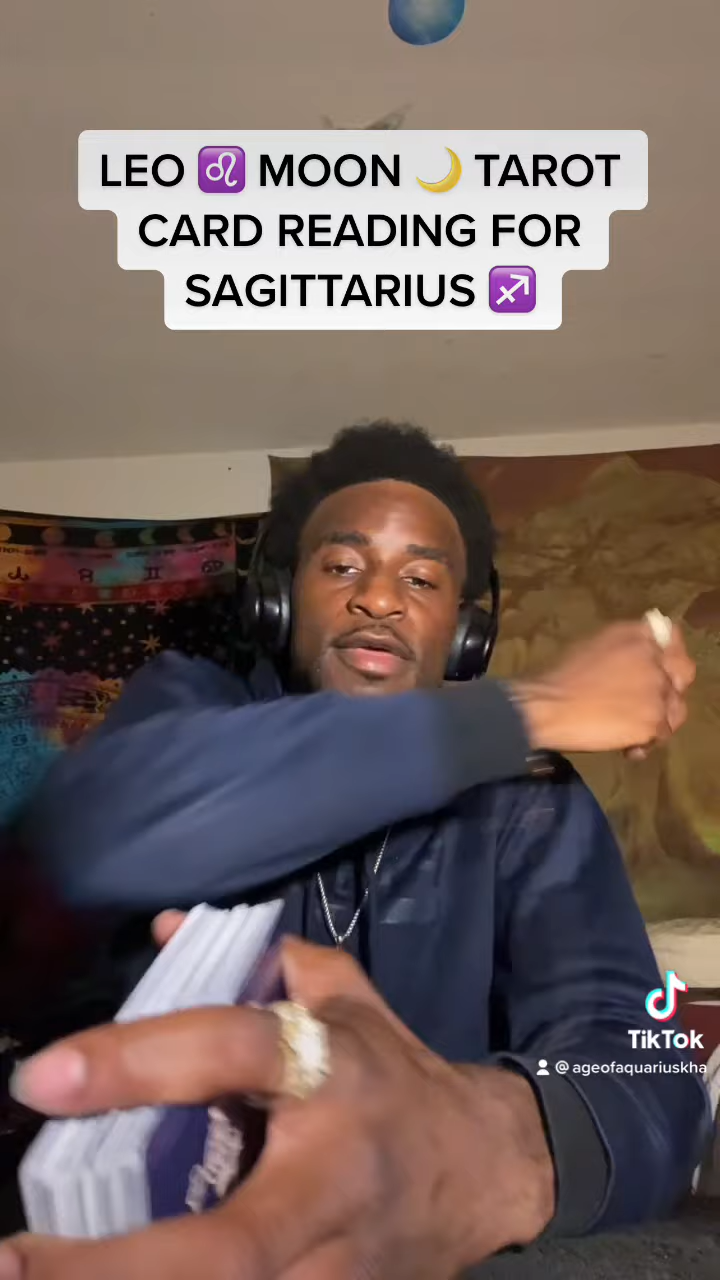 LEO ♌ MOON 🌙 TAROT
CARD READING FOR
SAGITTARIUS ♐
TikTok
@ageofaquariuskha